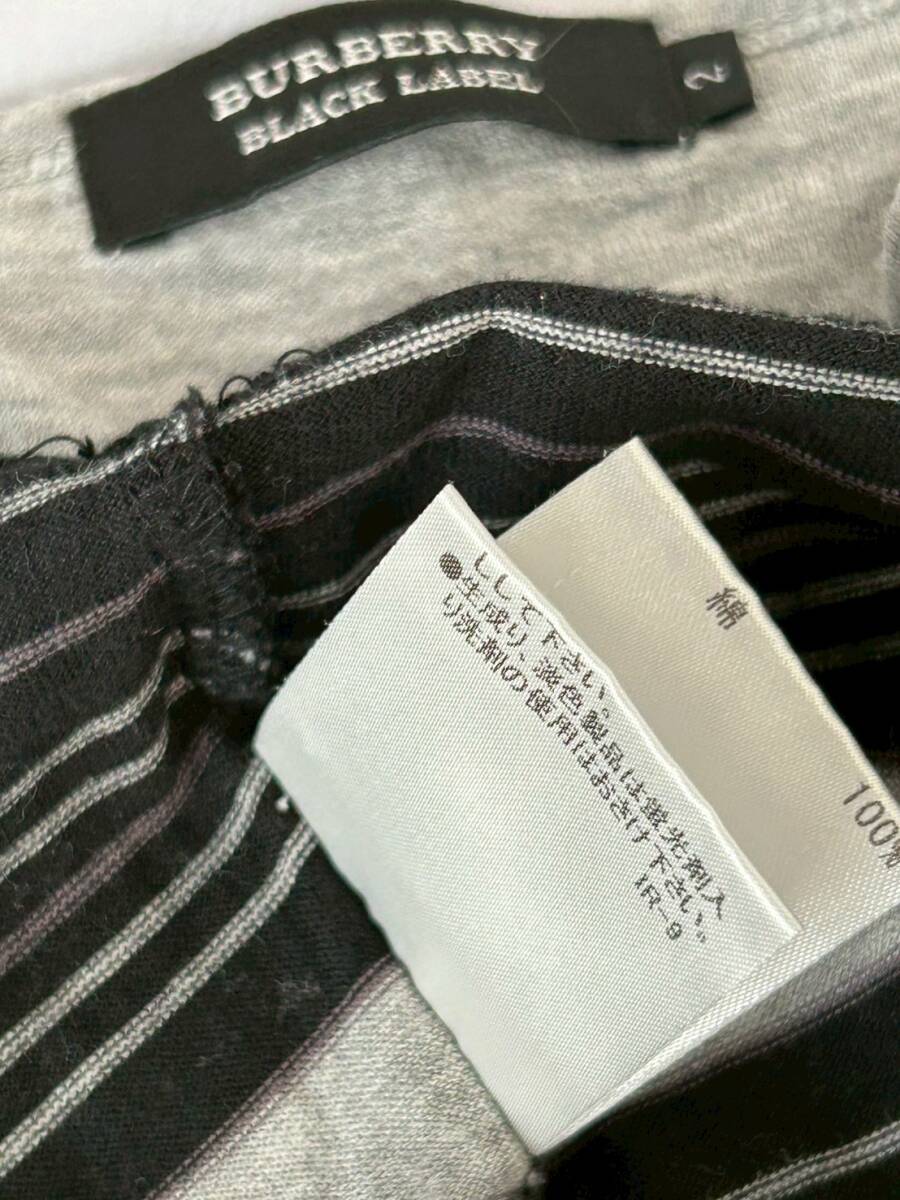 BURBERRY
BLACK LABEL
2
綿
100%
しして下さい。
●生成り、淡色製品は蛍光剤入
り洗剤の使用はおさけ下さい。
IR-9